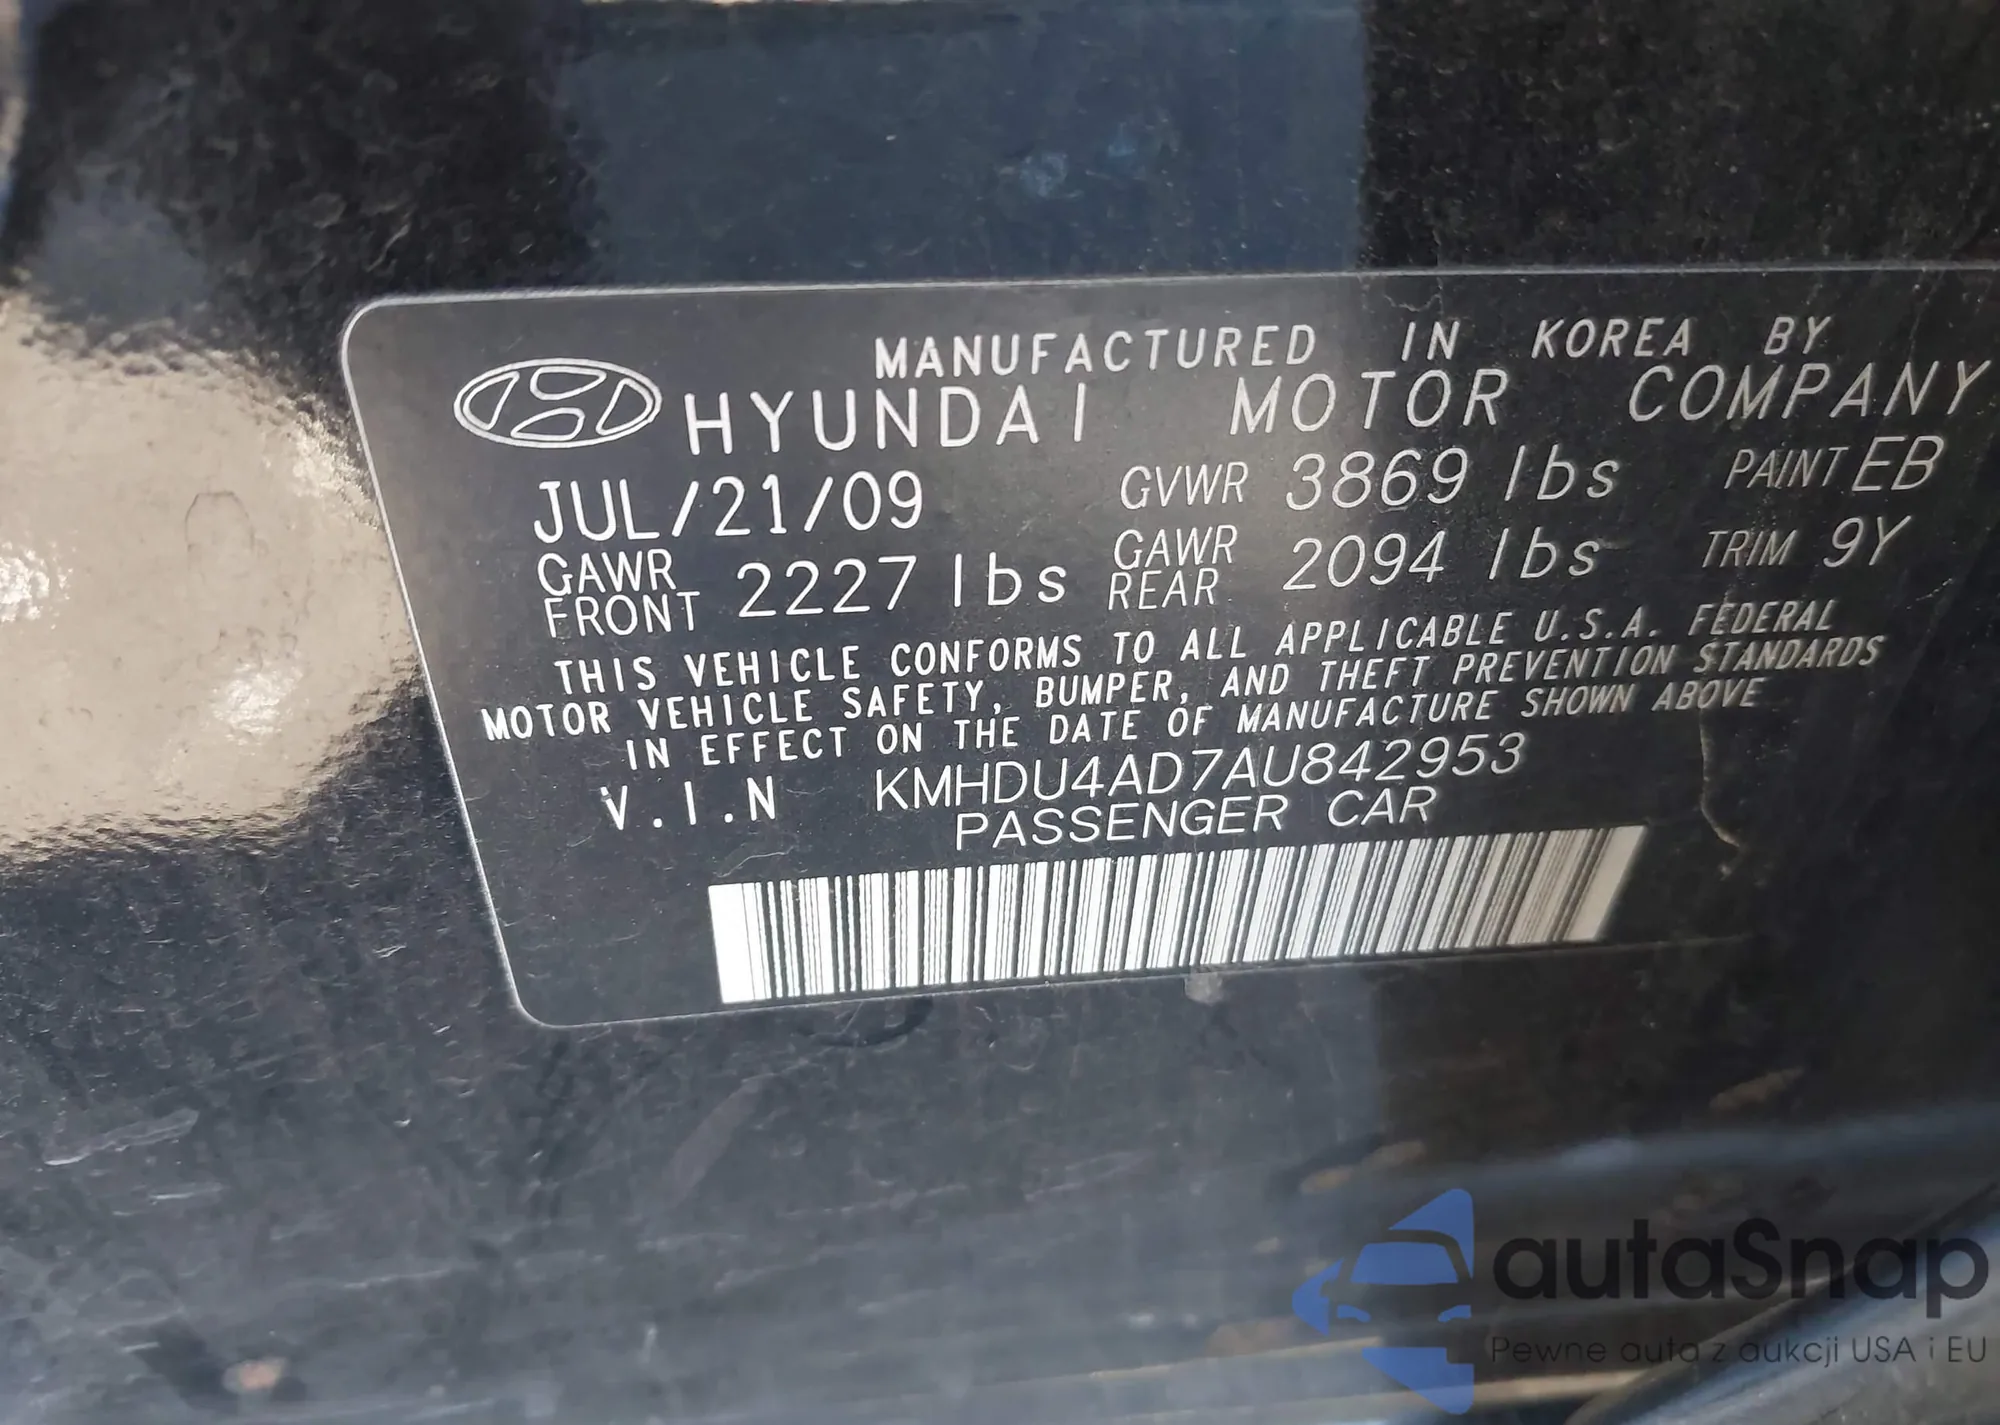 MANUFACTURED IN KOREA BY
HYUNDAI MOTOR COMPANY
JUL/21/09 GVWR 3869 lbs PAINT EB
GAWR FRONT 2227 lbs GAWR REAR 2094 lbs TRIM 9Y
THIS VEHICLE CONFORMS TO ALL APPLICABLE U.S.A. FEDERAL
MOTOR VEHICLE SAFETY, BUMPER, AND THEFT PREVENTION STANDARDS
IN EFFECT ON THE DATE OF MANUFACTURE SHOWN ABOVE
V.I.N KMHDU4AD7AU842953
PASSENGER CAR
autaSnap
Pewne auta z aukcji USA i EU